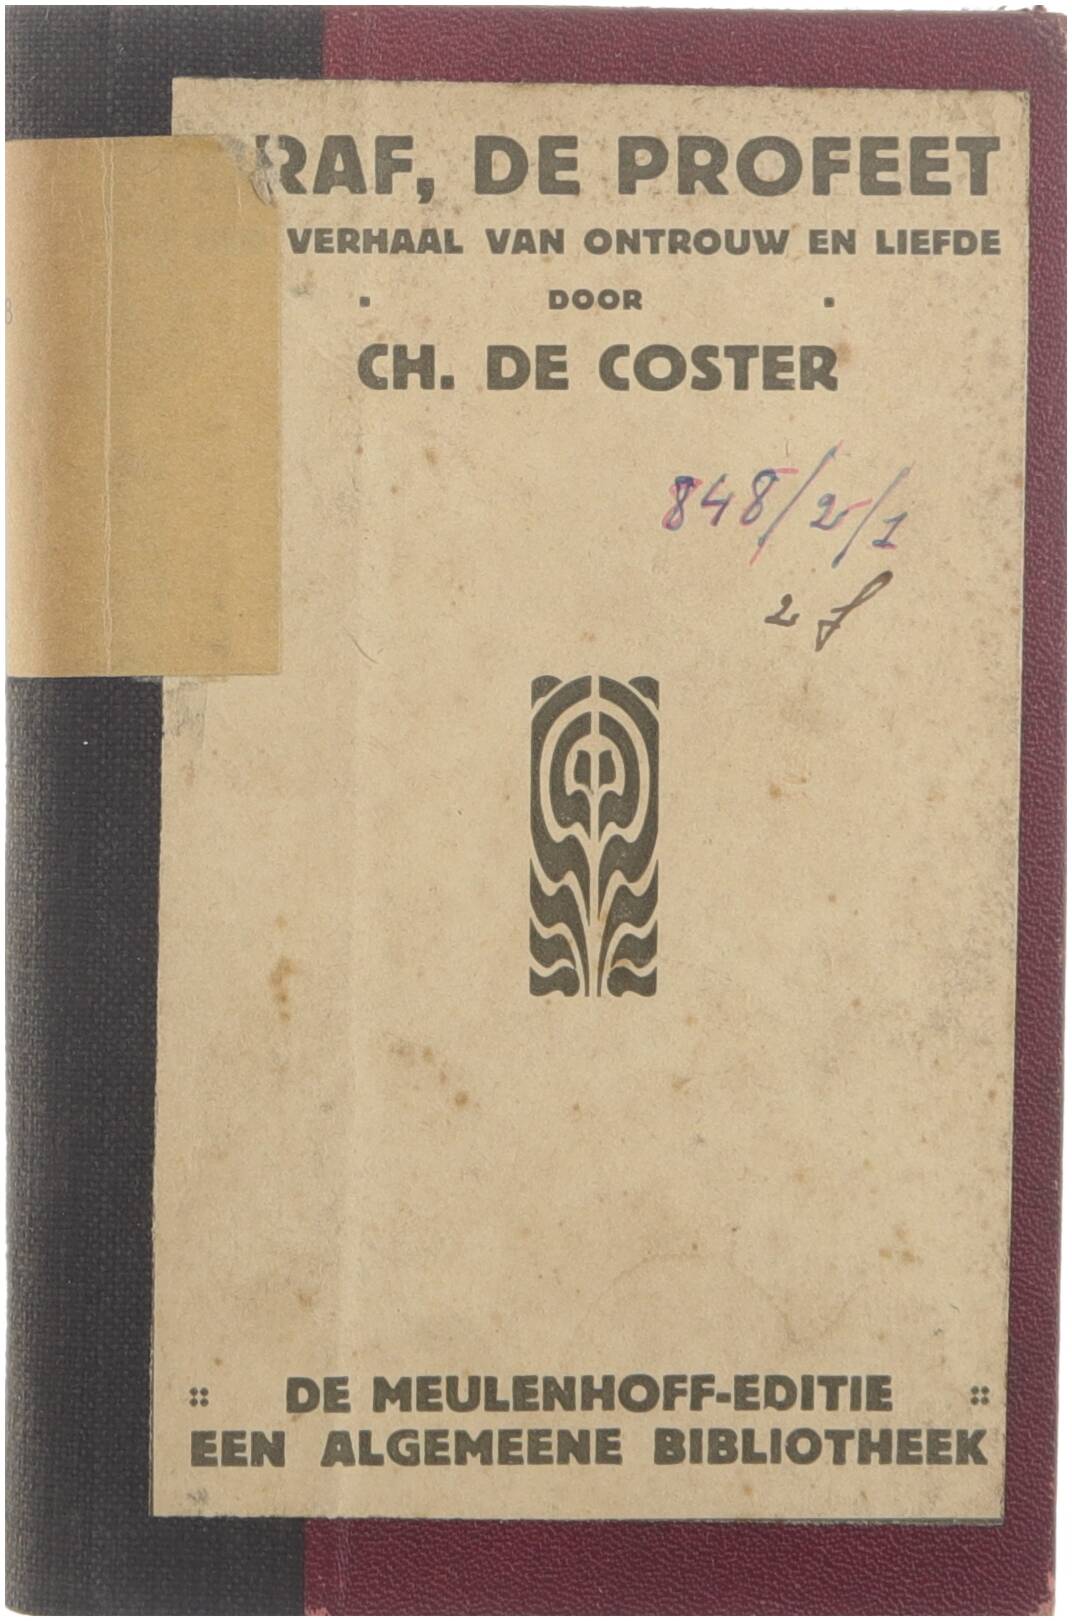 RAF, DE PROFEET
VERHAAL VAN ONTROUW EN LIEFDE
DOOR
CH. DE COSTER
848/2/1
2 f
DE MEULENHOFF-EDITIE
EEN ALGEMEENE BIBLIOTHEEK